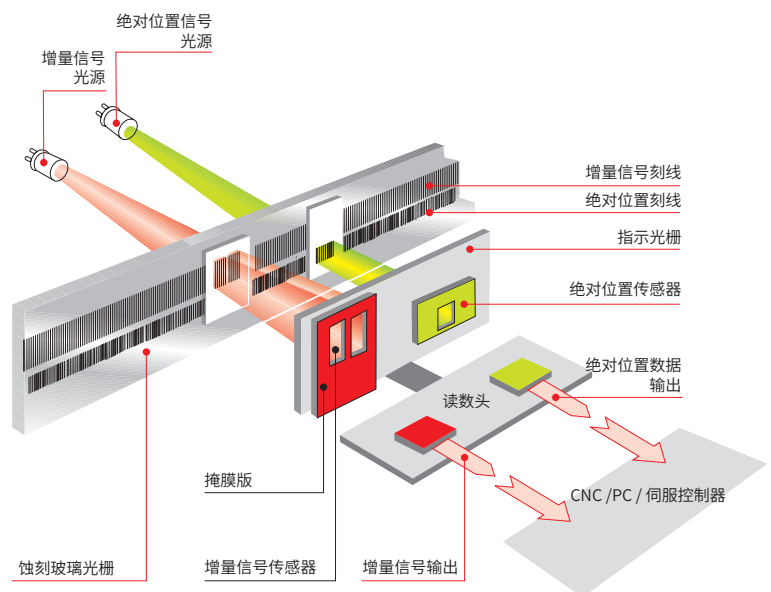 绝对位置信号
光源
增量信号
光源
增量信号刻线
绝对位置刻线
指示光栅
绝对位置传感器
绝对位置数据
输出
读数头
掩膜版
CNC /PC / 伺服控制器
蚀刻玻璃光栅
增量信号传感器
增量信号输出